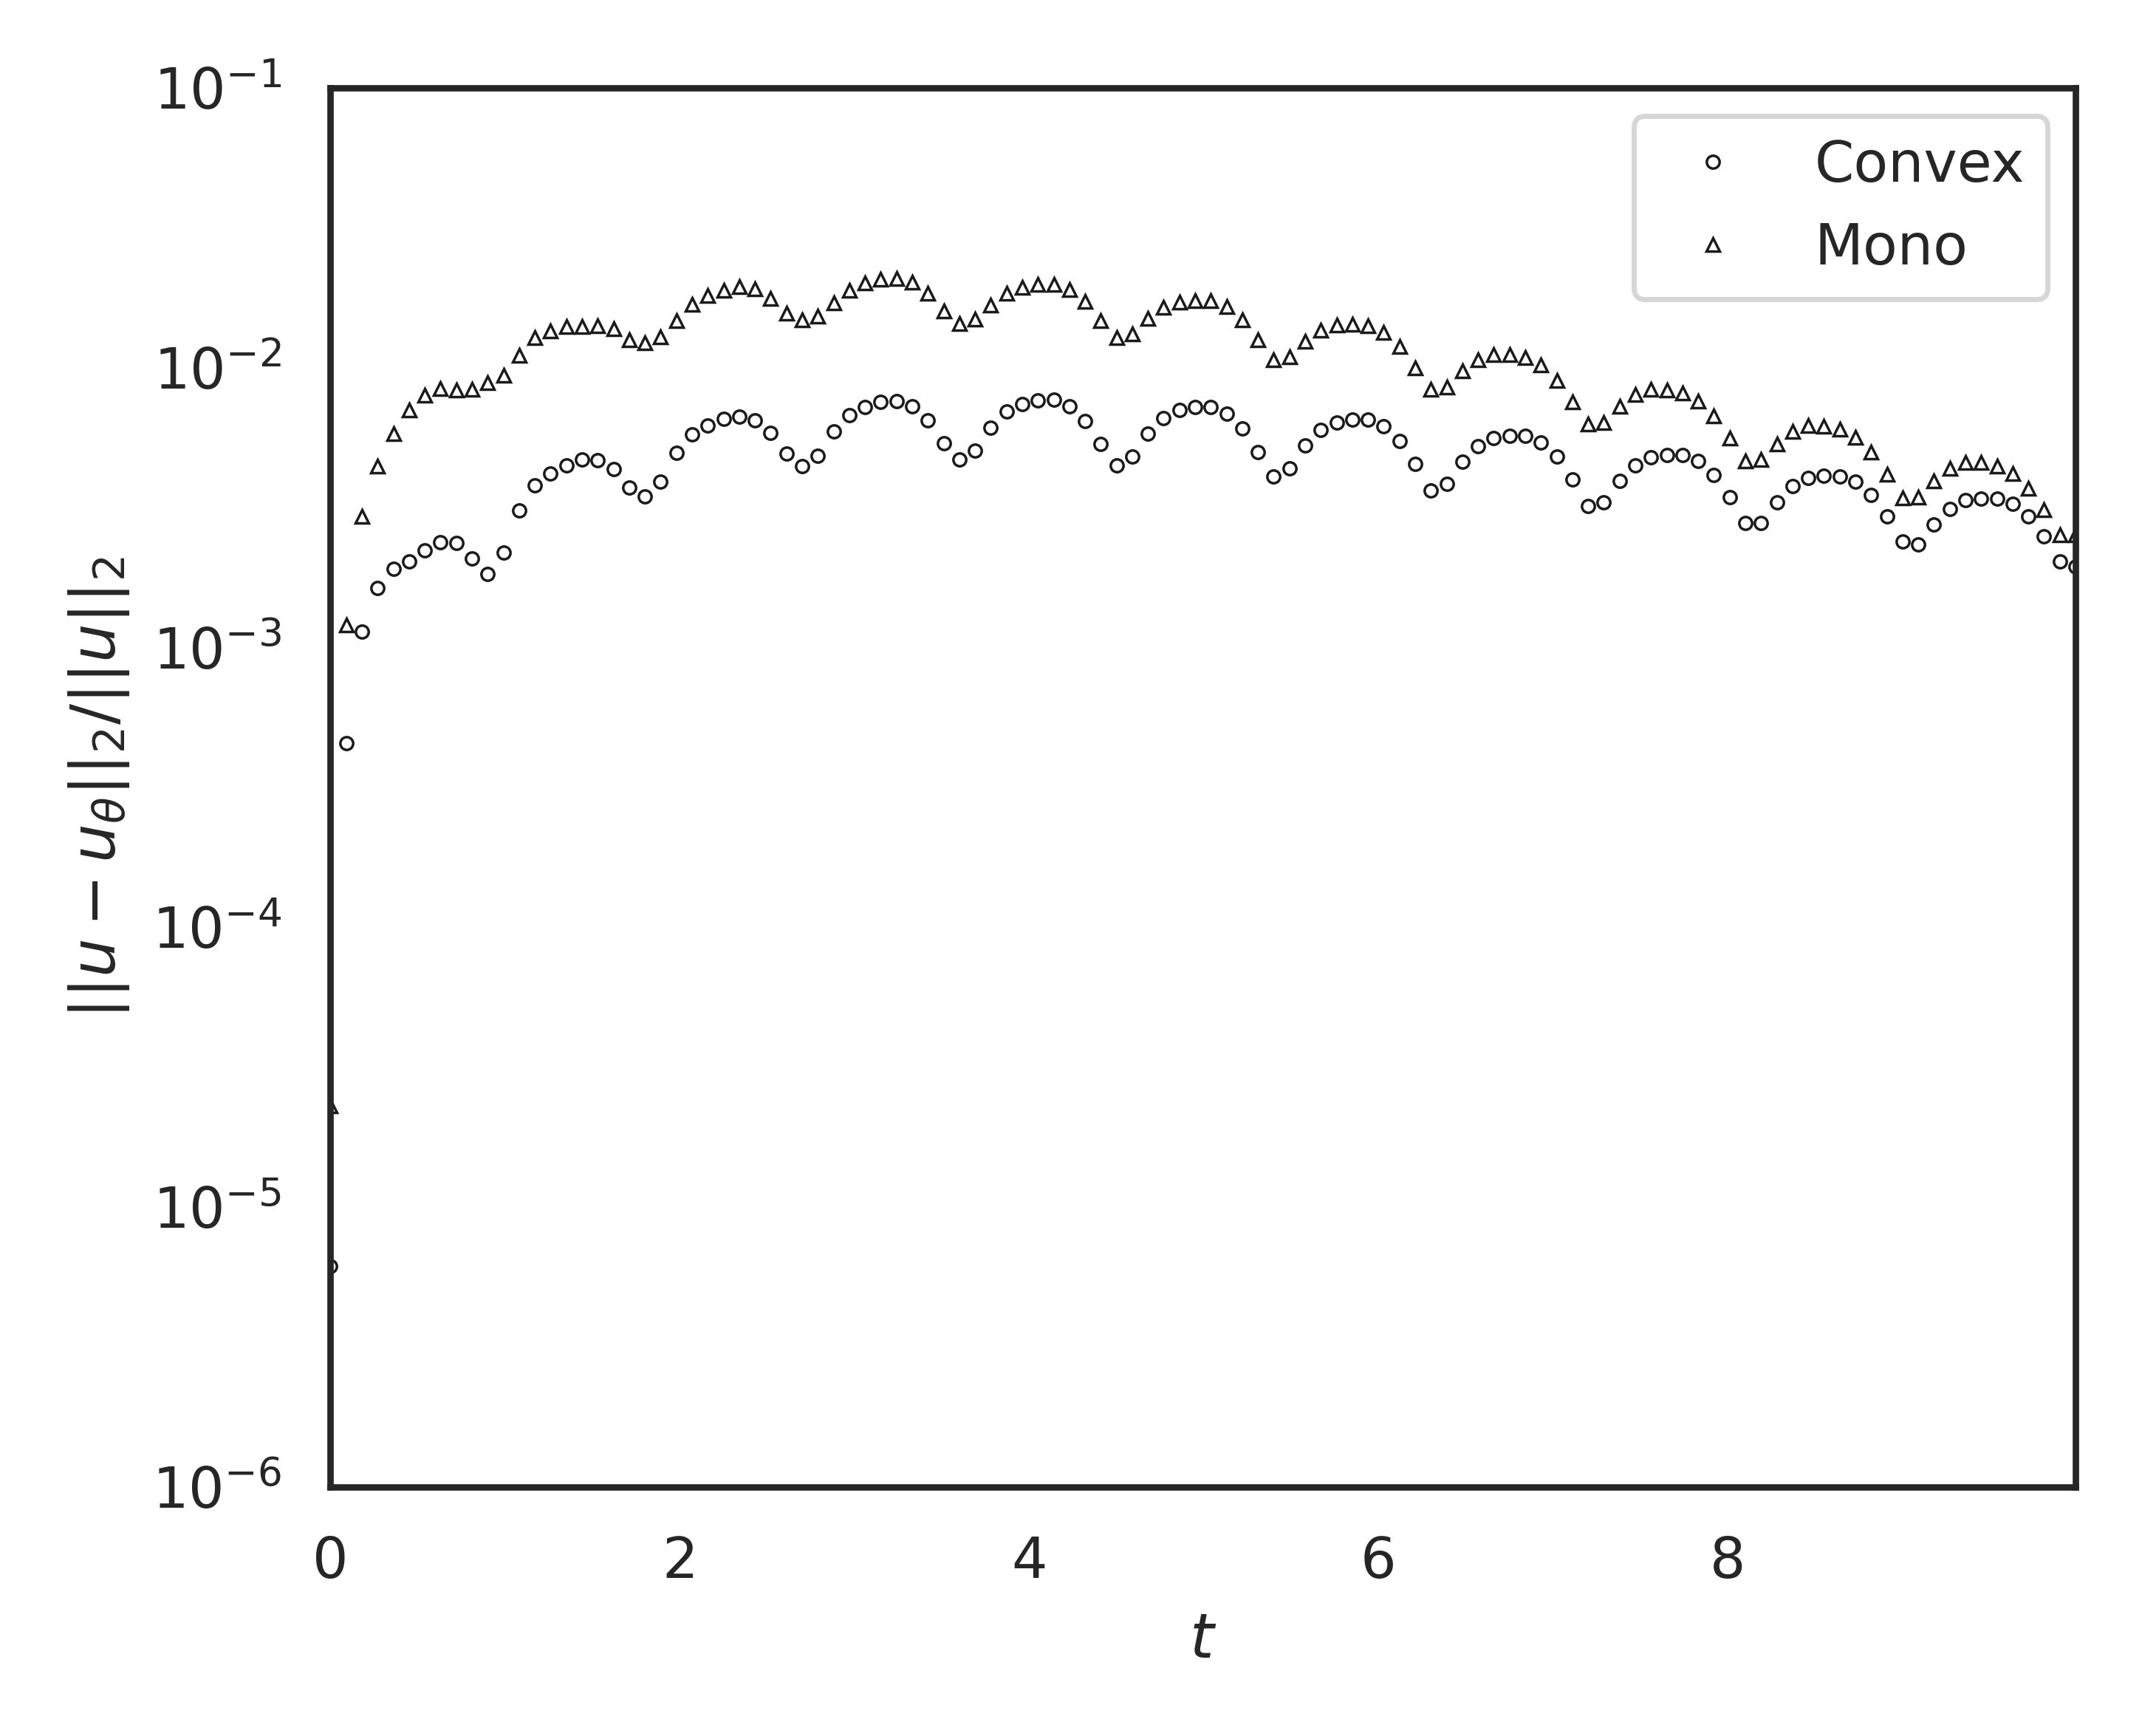 10⁻¹
10⁻²
10⁻³
10⁻⁴
10⁻⁵
10⁻⁶
||u − u_θ||₂/||u||₂
Convex
Mono
0 2 4 6 8
t